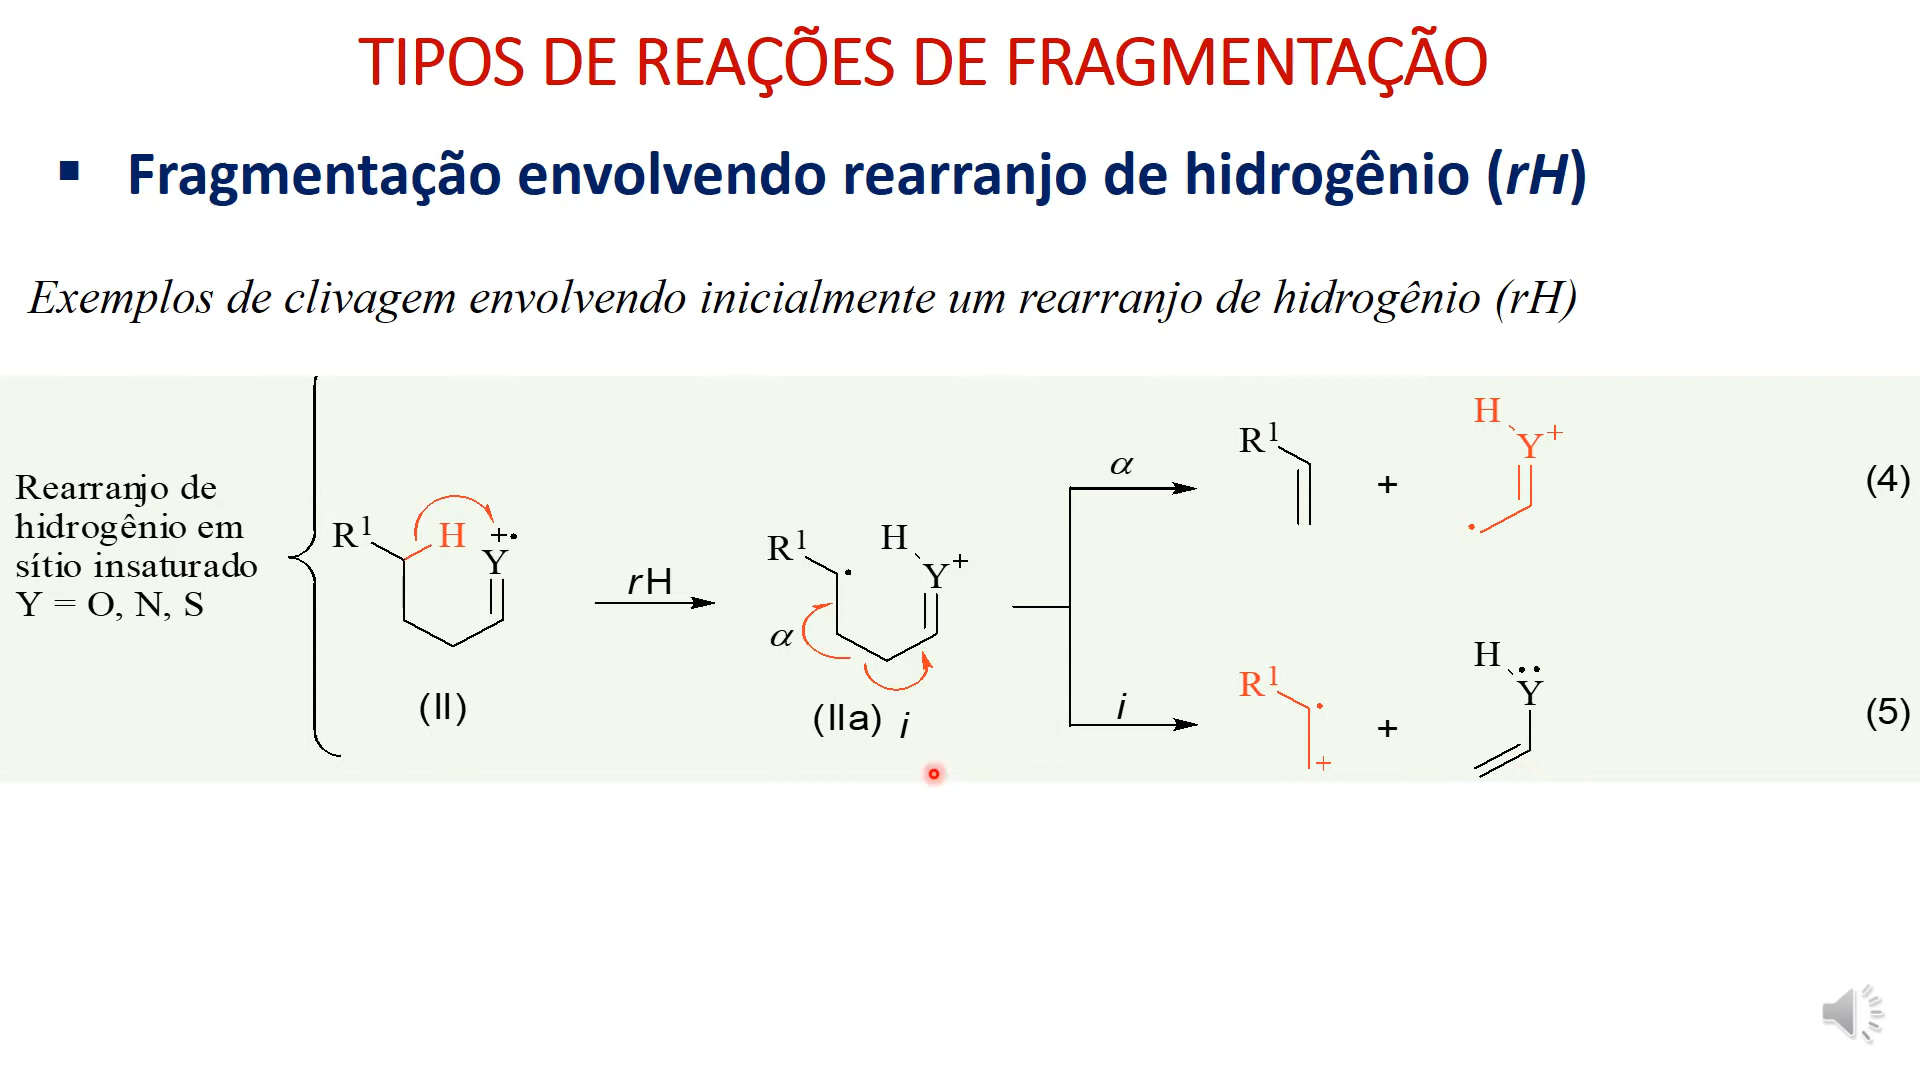 TIPOS DE REAÇÕES DE FRAGMENTAÇÃO
▪ Fragmentação envolvendo rearranjo de hidrogênio (rH)
Exemplos de clivagem envolvendo inicialmente um rearranjo de hidrogênio (rH)
Rearranjo de
hidrogênio em
sítio insaturado
Y = O, N, S
R¹ H +• Y
(II)
rH
R¹ • H Y +
α
(IIa) i
α
R¹ + H Y + •
(4)
i
R¹ • + + H •• Y
(5)